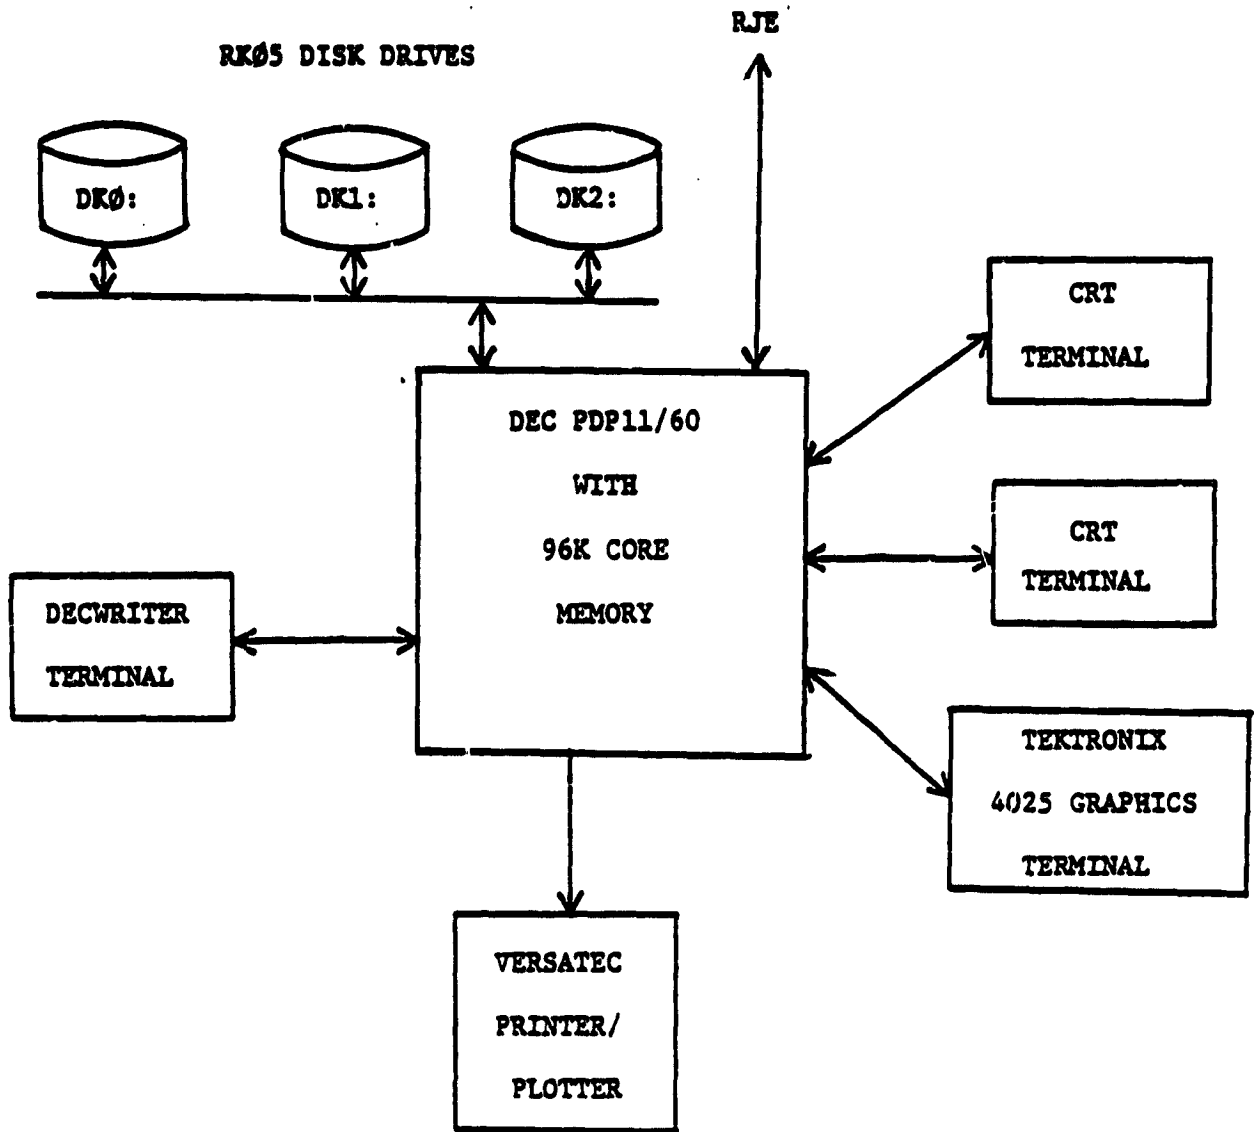 RJE
RKØ5 DISK DRIVES
DKØ:
DK1:
DK2:
CRT
TERMINAL
DEC PDP11/60
WITH
96K CORE
MEMORY
CRT
TERMINAL
DECWRITER
TERMINAL
TEKTRONIX
4025 GRAPHICS
TERMINAL
VERSATEC
PRINTER/
PLOTTER